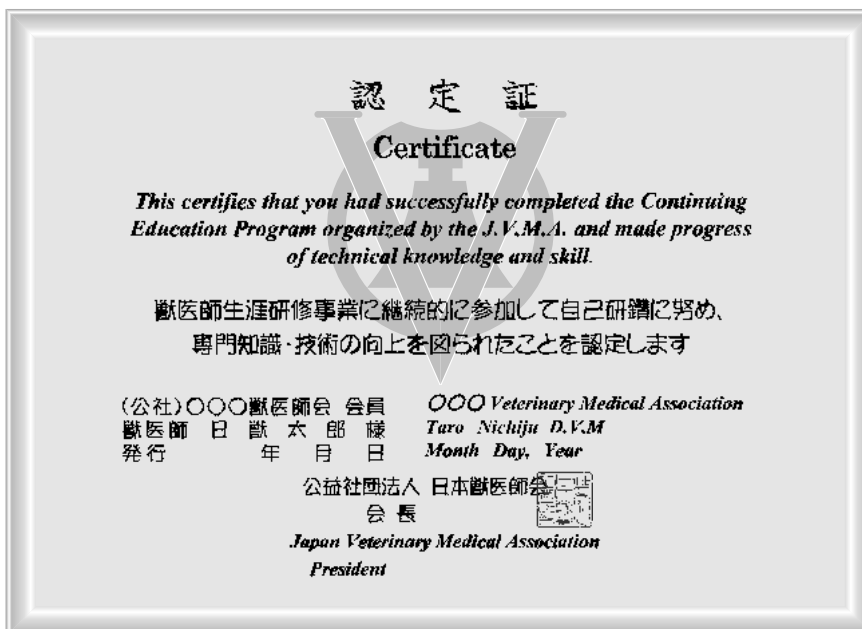 認 定 証
Certificate
This certifies that you had successfully completed the Continuing
Education Program organized by the J.V.M.A. and made progress
of technical knowledge and skill.
獣医師生涯研修事業に継続的に参加して自己研鑽に努め、
専門知識・技術の向上を図られたことを認定します
(公社)〇〇〇獣医師会 会員 〇〇〇 Veterinary Medical Association
獣医師 日 獣 太 郎 様 Taro Nichiju D.V.M
発行 年 月 日 Month Day, Year
公益社団法人 日本獣医師会
会 長
Japan Veterinary Medical Association
President